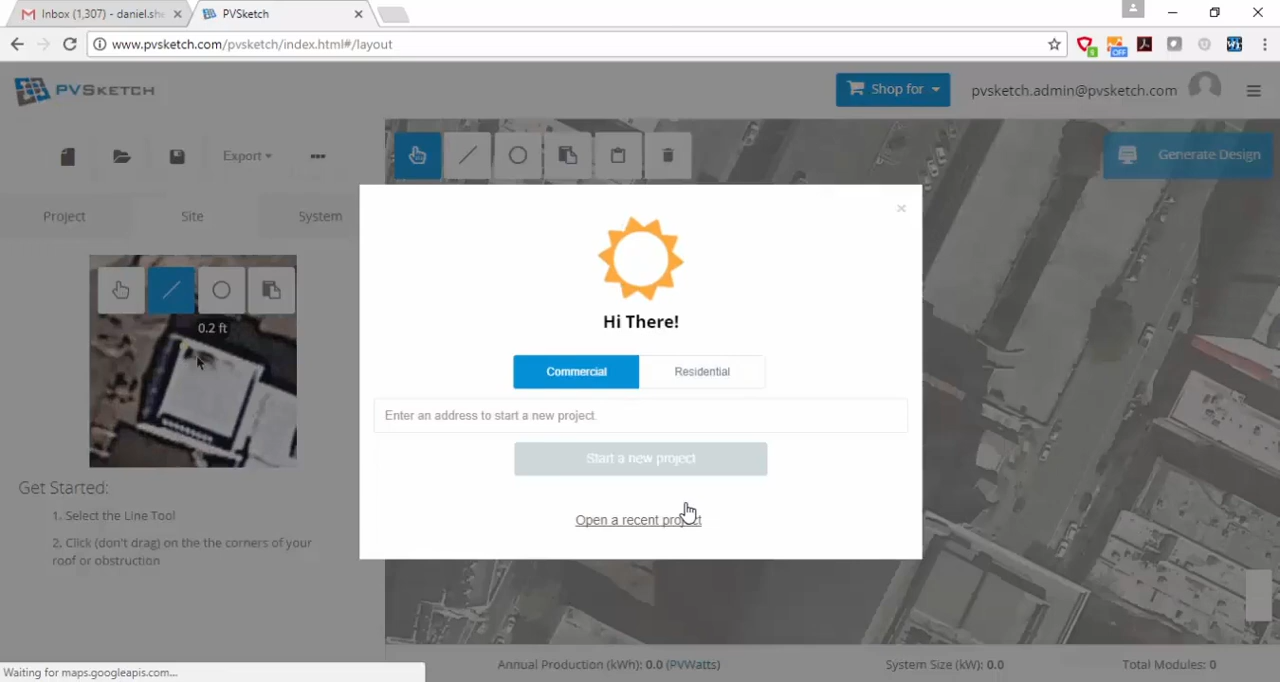 Inbox (1,307) - daniel.she
PVSketch
www.pvsketch.com/pvsketch/index.html#/layout
PVSKETCH
Shop for
pvsketch.admin@pvsketch.com
Export
Generate Design
Project
Site
System
0.2 ft
Hi There!
Commercial
Residential
Enter an address to start a new project.
Start a new project
Open a recent project
Get Started:
1. Select the Line Tool
2. Click (don't drag) on the the corners of your
roof or obstruction
Waiting for maps.googleapis.com...
Annual Production (kWh): 0.0 (PVWatts)
System Size (kW): 0.0
Total Modules: 0